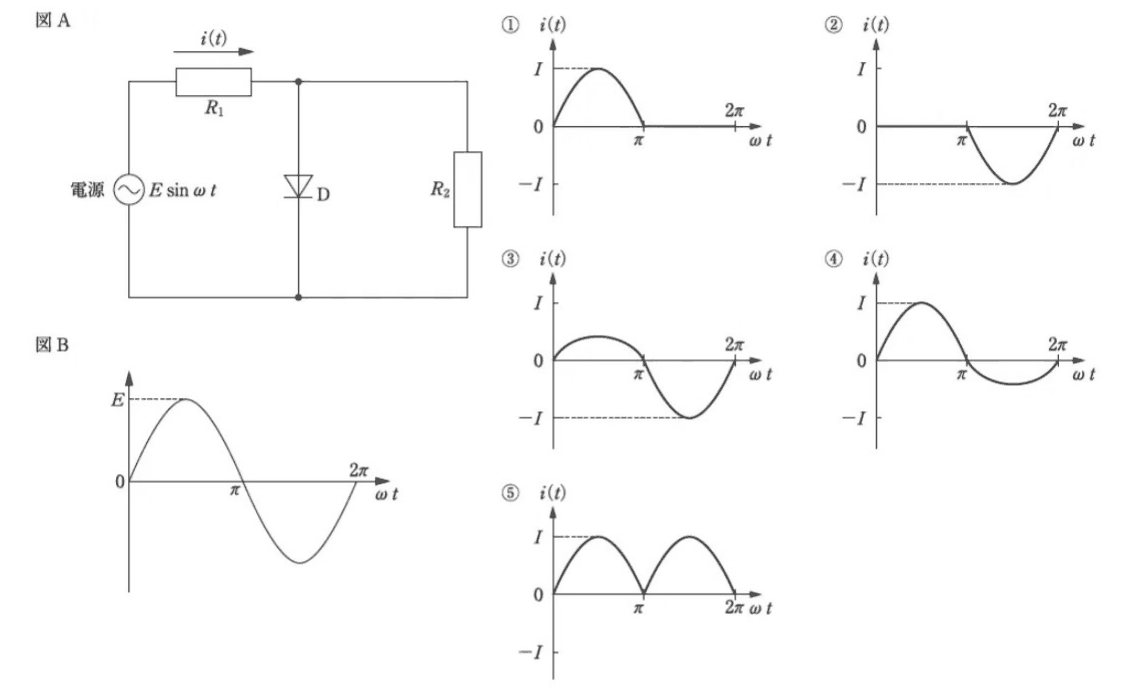 図 A
i(t)
R₁
電源
E sin ω t
D
R₂
図 B
E
0
π
2π
ω t
① i(t)
I
0
π
2π
ω t
−I
② i(t)
I
0
π
2π
ω t
−I
③ i(t)
I
0
π
2π
ω t
−I
④ i(t)
I
0
π
2π
ω t
−I
⑤ i(t)
I
0
π
2π ω t
−I